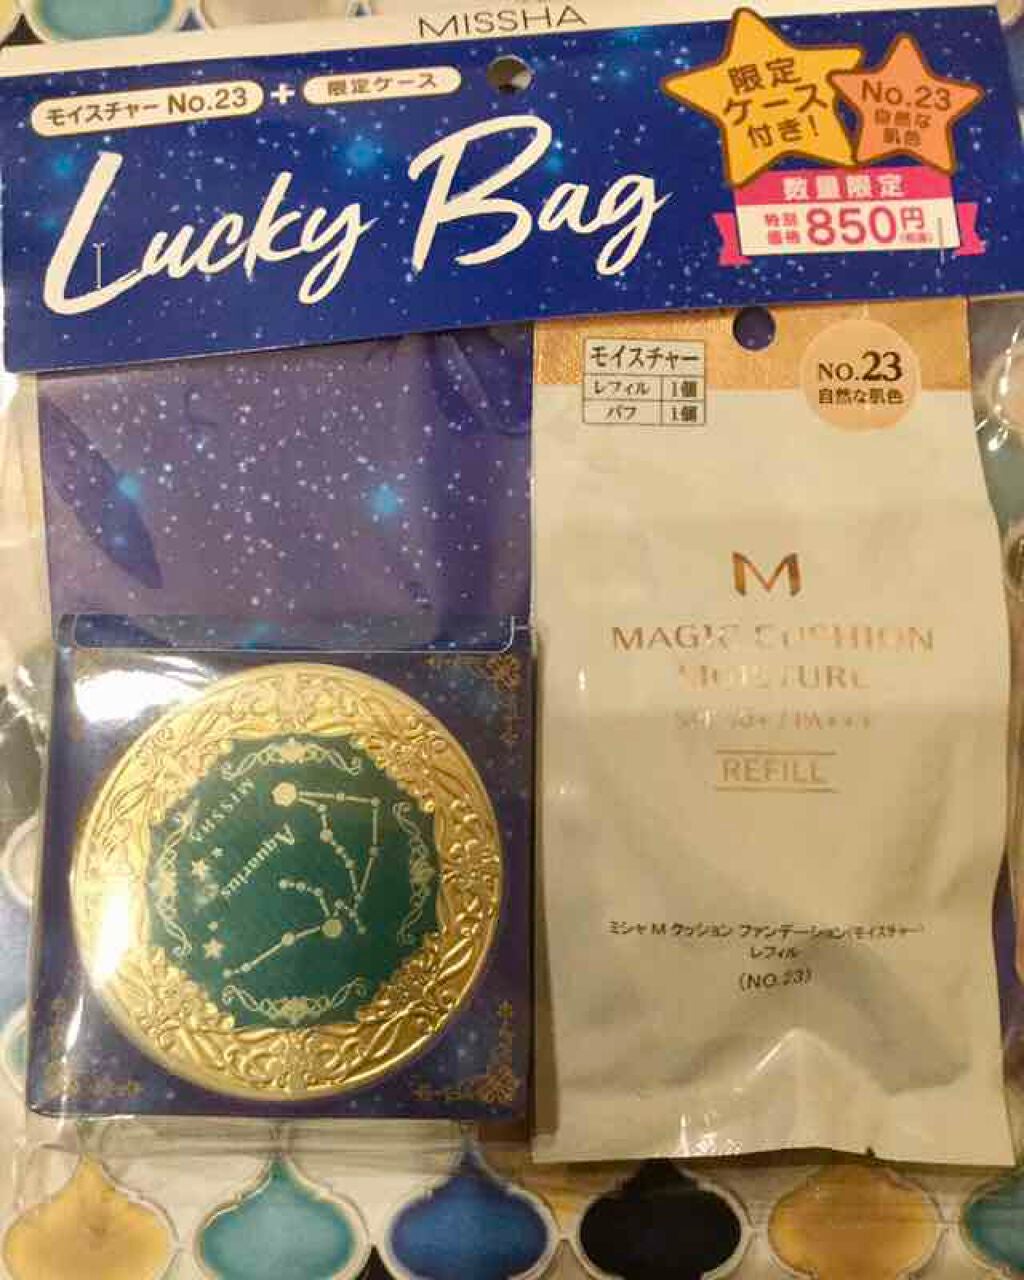 MISSHA
モイスチャー No.23 + 限定ケース
Lucky Bag
限定
ケース
付き!
No.23
自然な
肌色
数量限定
特別
価格 850円
モイスチャー
レフィル 1個
パフ 1個
NO.23
自然な肌色
M
MAGIC CUSHION
MOISTURE
REFILL
ミシャ M クッション ファンデーション(モイスチャー)
レフィル
(NO.23)
MISSHA
Aquarius